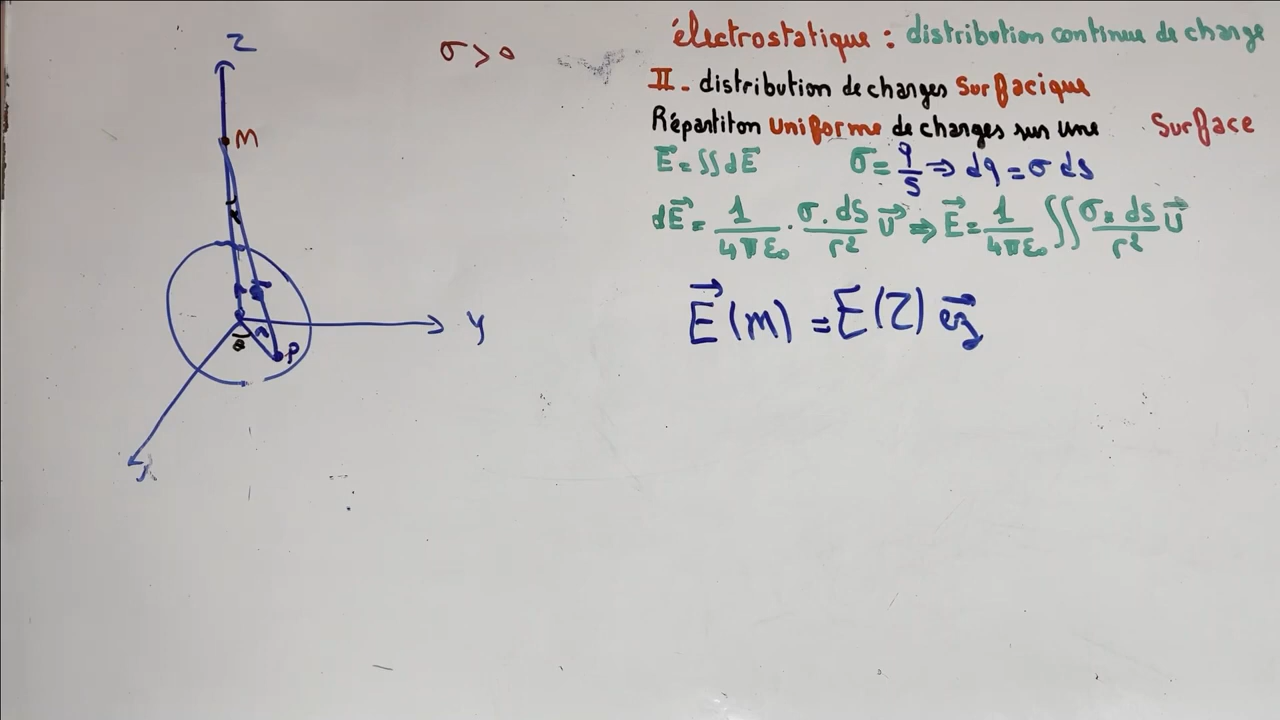 électrostatique : distribution continue de charge
II - distribution de charges Surfacique
Répartiton Uniforme de charges sur une Surface
E⃗ = ∬ dE⃗   σ = q/S ⇒ dq = σ ds
dE⃗ = 1/4πε₀ · σ. ds/r² U⃗ ⇒ E⃗ = 1/4πε₀ ∬ σ x ds/r² U⃗
E⃗(m) = E(Z) e⃗z
σ > 0
Z
M
y
θ
r
P
x